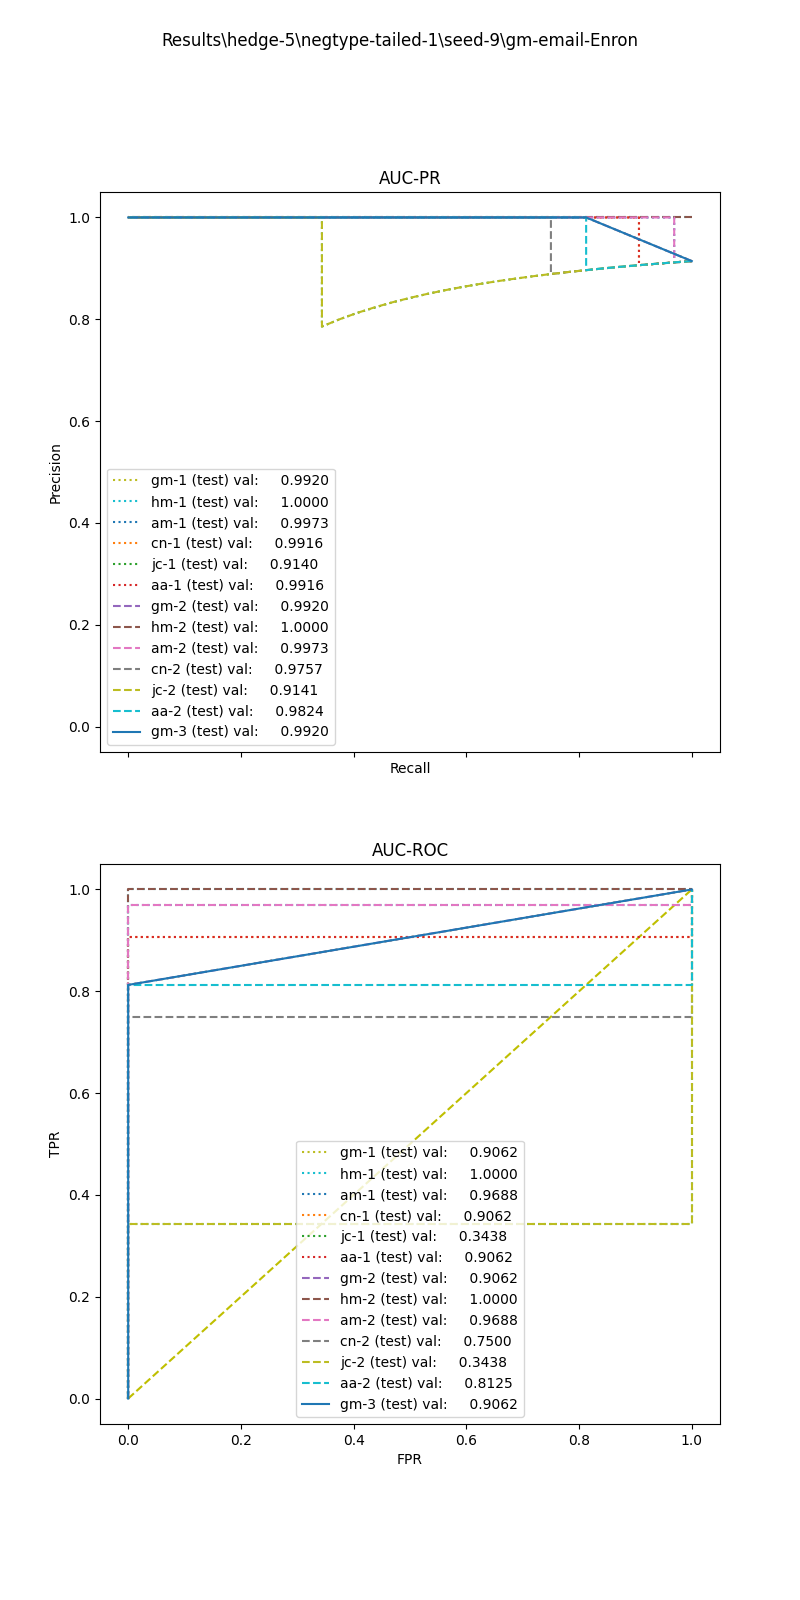 Results\hedge-5\negtype-tailed-1\seed-9\gm-email-Enron
AUC-PR
1.0
0.8
0.6
0.4
0.2
0.0
Precision
gm-1 (test) val: 0.9920
hm-1 (test) val: 1.0000
am-1 (test) val: 0.9973
cn-1 (test) val: 0.9916
jc-1 (test) val: 0.9140
aa-1 (test) val: 0.9916
gm-2 (test) val: 0.9920
hm-2 (test) val: 1.0000
am-2 (test) val: 0.9973
cn-2 (test) val: 0.9757
jc-2 (test) val: 0.9141
aa-2 (test) val: 0.9824
gm-3 (test) val: 0.9920
Recall
AUC-ROC
1.0
0.8
0.6
0.4
0.2
0.0
TPR
gm-1 (test) val: 0.9062
hm-1 (test) val: 1.0000
am-1 (test) val: 0.9688
cn-1 (test) val: 0.9062
jc-1 (test) val: 0.3438
aa-1 (test) val: 0.9062
gm-2 (test) val: 0.9062
hm-2 (test) val: 1.0000
am-2 (test) val: 0.9688
cn-2 (test) val: 0.7500
jc-2 (test) val: 0.3438
aa-2 (test) val: 0.8125
gm-3 (test) val: 0.9062
0.0 0.2 0.4 0.6 0.8 1.0
FPR